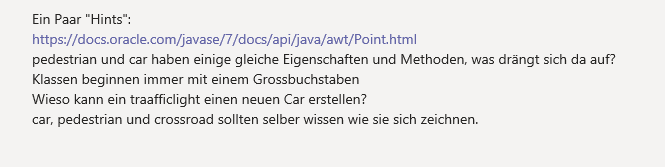 Ein Paar "Hints":
https://docs.oracle.com/javase/7/docs/api/java/awt/Point.html
pedestrian und car haben einige gleiche Eigenschaften und Methoden, was drängt sich da auf?
Klassen beginnen immer mit einem Grossbuchstaben
Wieso kann ein traafficlight einen neuen Car erstellen?
car, pedestrian und crossroad sollten selber wissen wie sie sich zeichnen.